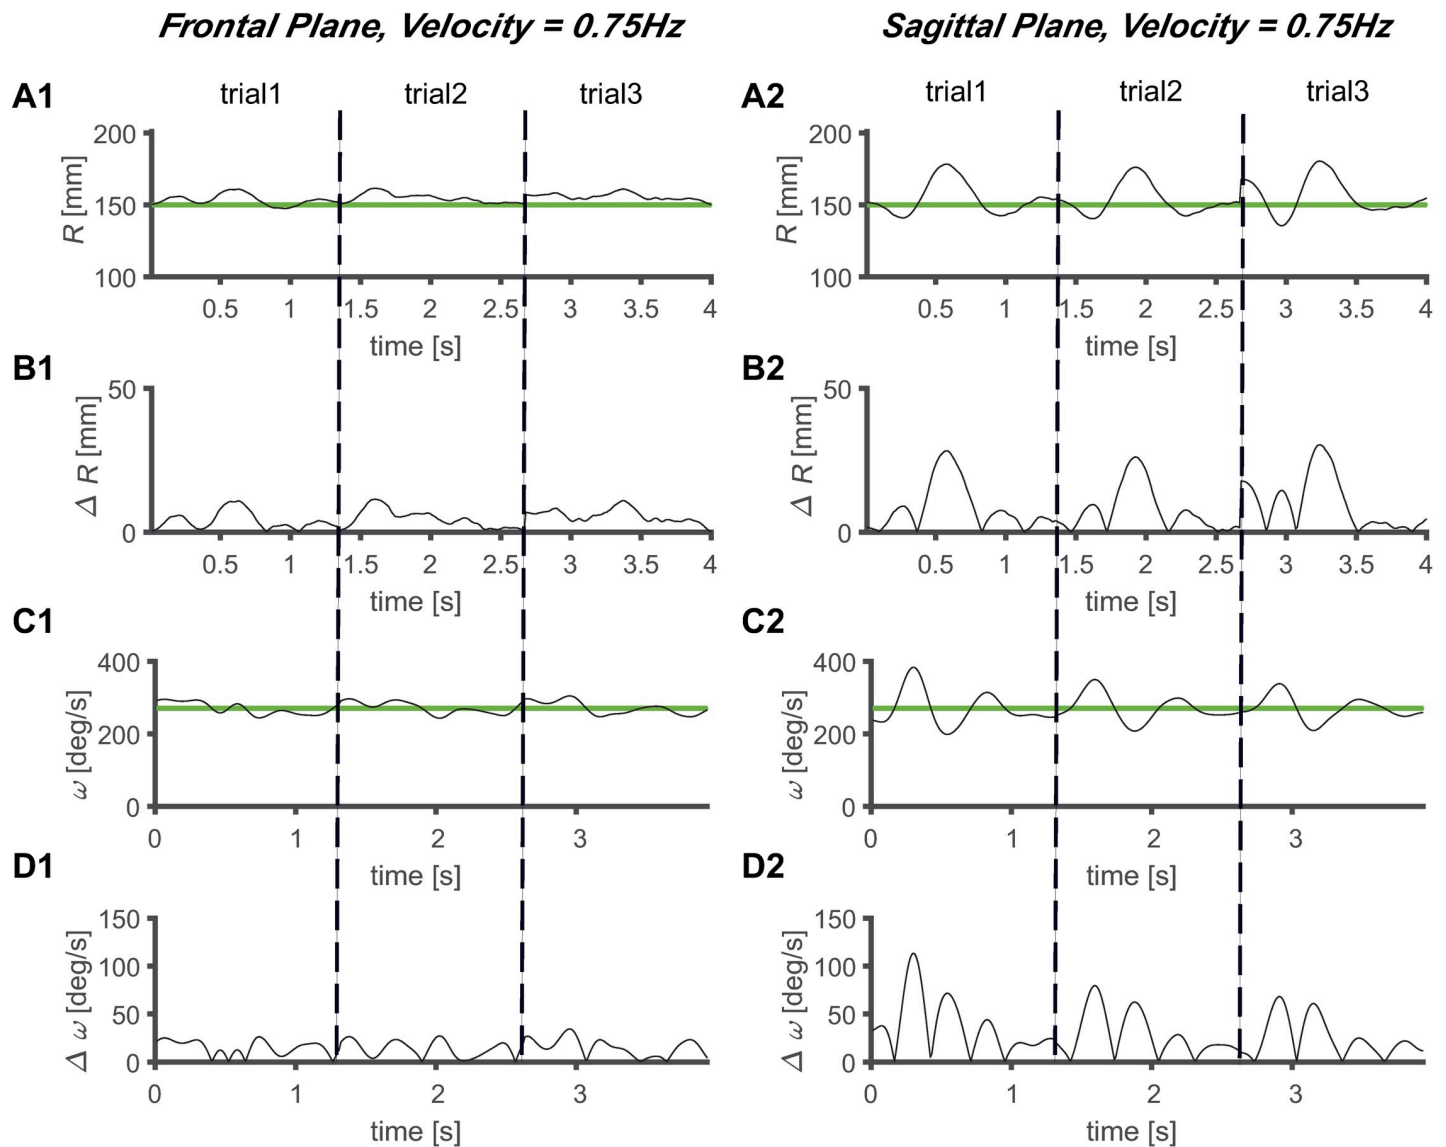 Frontal Plane, Velocity = 0.75Hz
Sagittal Plane, Velocity = 0.75Hz
A1
trial1
trial2
trial3
R [mm]
200
150
100
0.5
1
1.5
2
2.5
3
3.5
4
time [s]
A2
trial1
trial2
trial3
R [mm]
200
150
100
0.5
1
1.5
2
2.5
3
3.5
4
time [s]
B1
Δ R [mm]
50
0
0.5
1
1.5
2
2.5
3
3.5
4
time [s]
B2
Δ R [mm]
50
0
0.5
1
1.5
2
2.5
3
3.5
4
time [s]
C1
ω [deg/s]
400
200
0
0
1
2
3
time [s]
C2
ω [deg/s]
400
200
0
0
1
2
3
time [s]
D1
Δ ω [deg/s]
150
100
50
0
0
1
2
3
time [s]
D2
Δ ω [deg/s]
150
100
50
0
0
1
2
3
time [s]